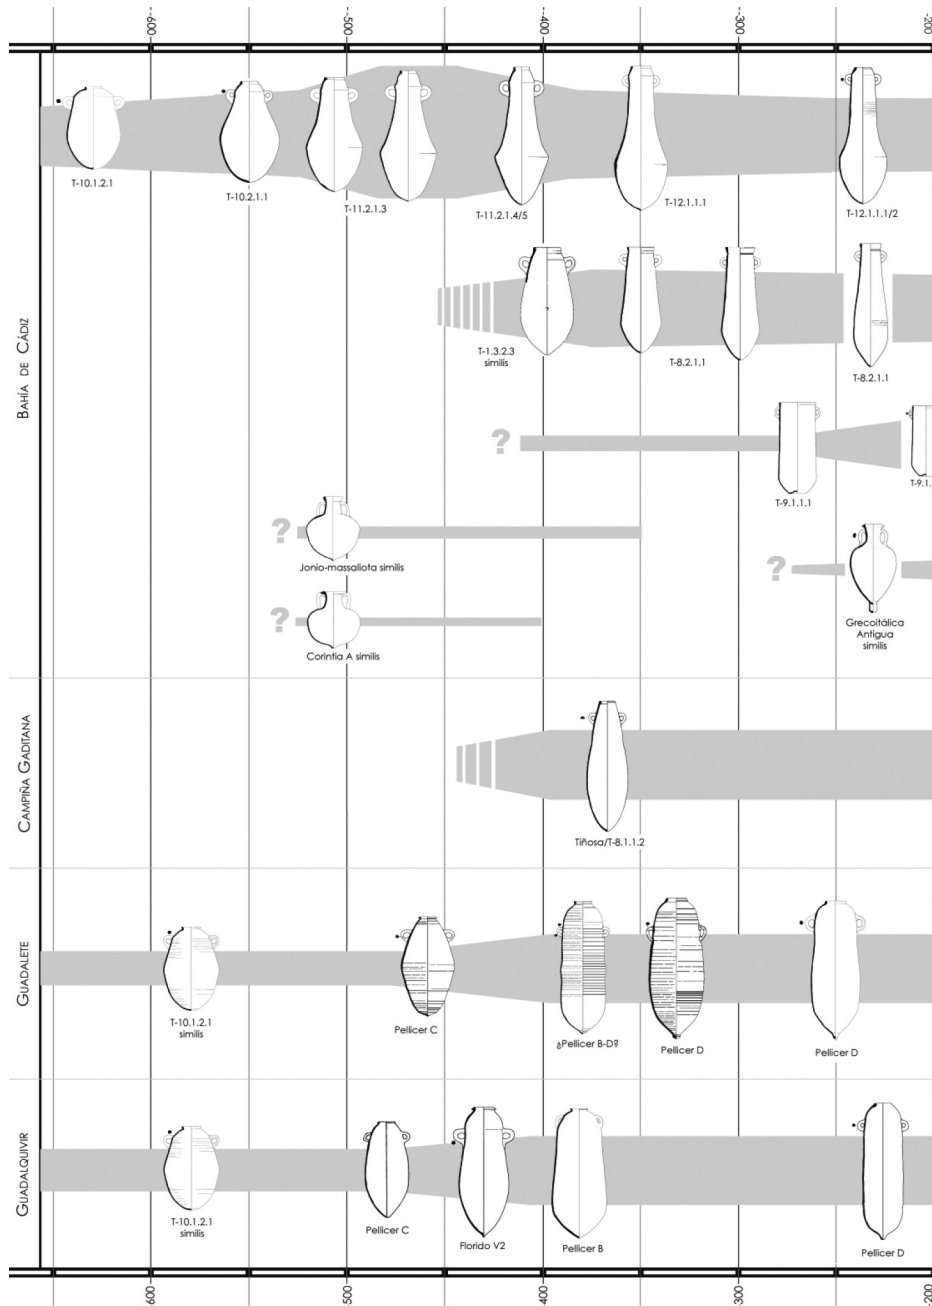 -600
-500
-400
-300
-200
BAHÍA DE CÁDIZ
T-10.1.2.1
T-10.2.1.1
T-11.2.1.3
T-11.2.1.4/5
T-12.1.1.1
T-12.1.1.1/2
?
T-1.3.2.3
similis
T-8.2.1.1
T-8.2.1.1
?
T-9.1.1.1
T-9.1.
?
Jonio-massaliota similis
?
Grecoitálica
Antigua
similis
?
Corintia A similis
CAMPIÑA GADITANA
Tiñosa/T-8.1.1.2
GUADALETE
T-10.1.2.1
similis
Pellicer C
¿Pellicer B-D?
Pellicer D
Pellicer D
GUADALQUIVIR
T-10.1.2.1
similis
Pellicer C
Florido V2
Pellicer B
Pellicer D
-600
-500
-400
-300
-200